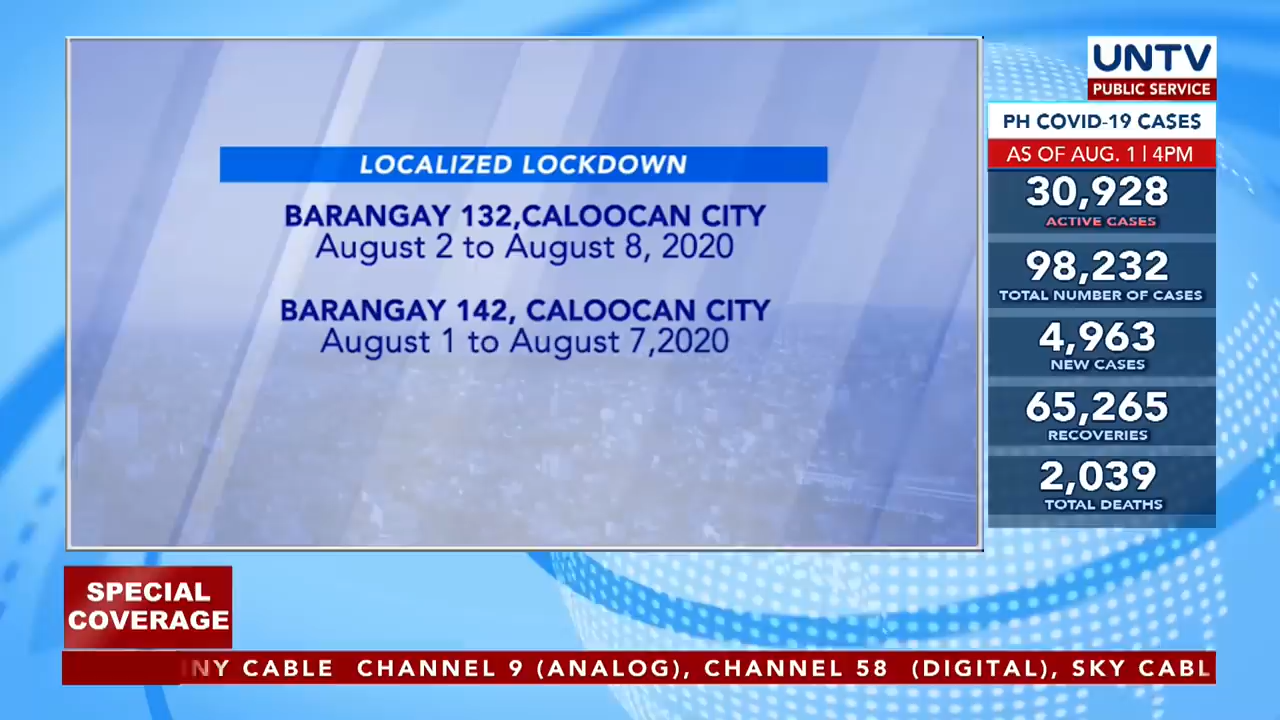 LOCALIZED LOCKDOWN
BARANGAY 132,CALOOCAN CITY
August 2 to August 8, 2020
BARANGAY 142, CALOOCAN CITY
August 1 to August 7,2020
UNTV
PUBLIC SERVICE
PH COVID-19 CASES
AS OF AUG. 1 | 4PM
30,928
ACTIVE CASES
98,232
TOTAL NUMBER OF CASES
4,963
NEW CASES
65,265
RECOVERIES
2,039
TOTAL DEATHS
SPECIAL
COVERAGE
NY CABLE CHANNEL 9 (ANALOG), CHANNEL 58 (DIGITAL), SKY CABL